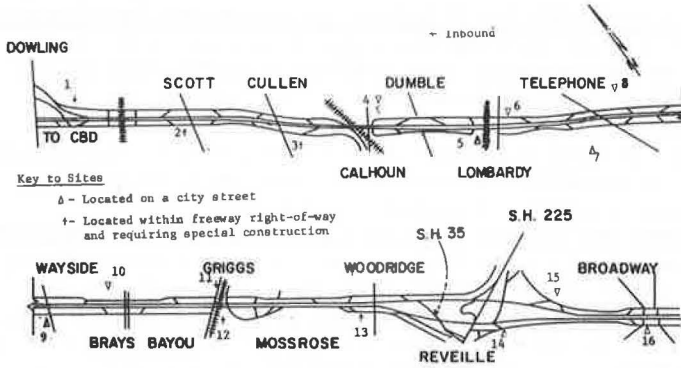 ← Inbound
DOWLING
1
SCOTT
CULLEN
4
DUMBLE
6
TELEPHONE
8
TO CBD
2
3
5
7
CALHOUN
LOMBARDY
Key to Sites
Δ - Located on a city street
↑- Located within freeway right-of-way
and requiring special construction
S.H. 225
S.H. 35
WAYSIDE
10
11
GRIGGS
WOODRIDGE
15
BROADWAY
9
BRAYS BAYOU
12
MOSSROSE
13
REVEILLE
14
16